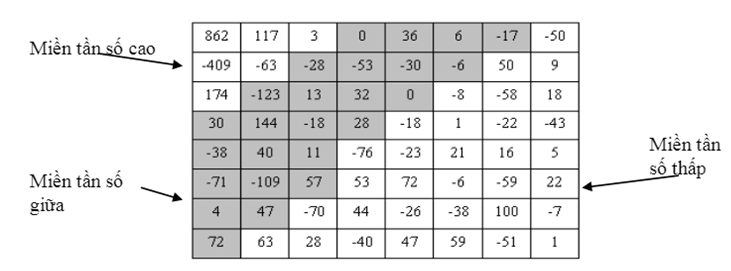 862 117 3 0 36 6 -17 -50
Miền tần số cao
-409 -63 -28 -53 -30 -6 50 9
174 -123 13 32 0 -8 -58 18
30 144 -18 28 -18 1 -22 -43
-38 40 11 -76 -23 21 16 5
Miền tần
số thấp
Miền tần số
giữa
-71 -109 57 53 72 -6 -59 22
4 47 -70 44 -26 -38 100 -7
72 63 28 -40 47 59 -51 1